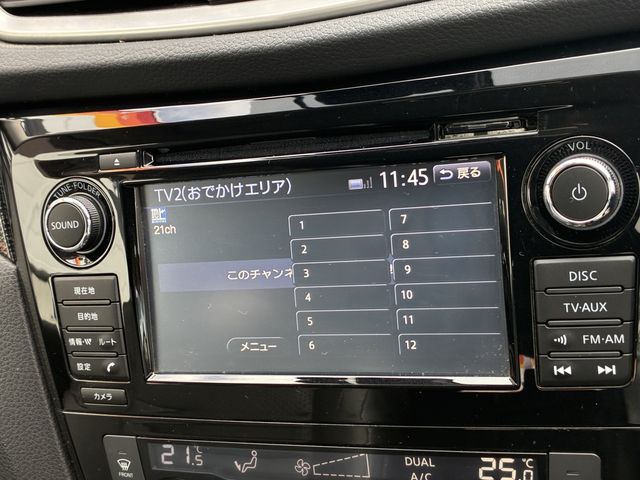 TUNE・FOLDER
SOUND
現在地
目的地
情報・VICS ルート
設定
カメラ
TV2(おでかけエリア)
11:45
戻る
21ch
このチャンネ
メニュー
1
2
3
4
5
6
7
8
9
10
11
12
VOL
DISC
TV・AUX
FM・AM
FRONT
21.5℃
DUAL
A/C
25.0℃